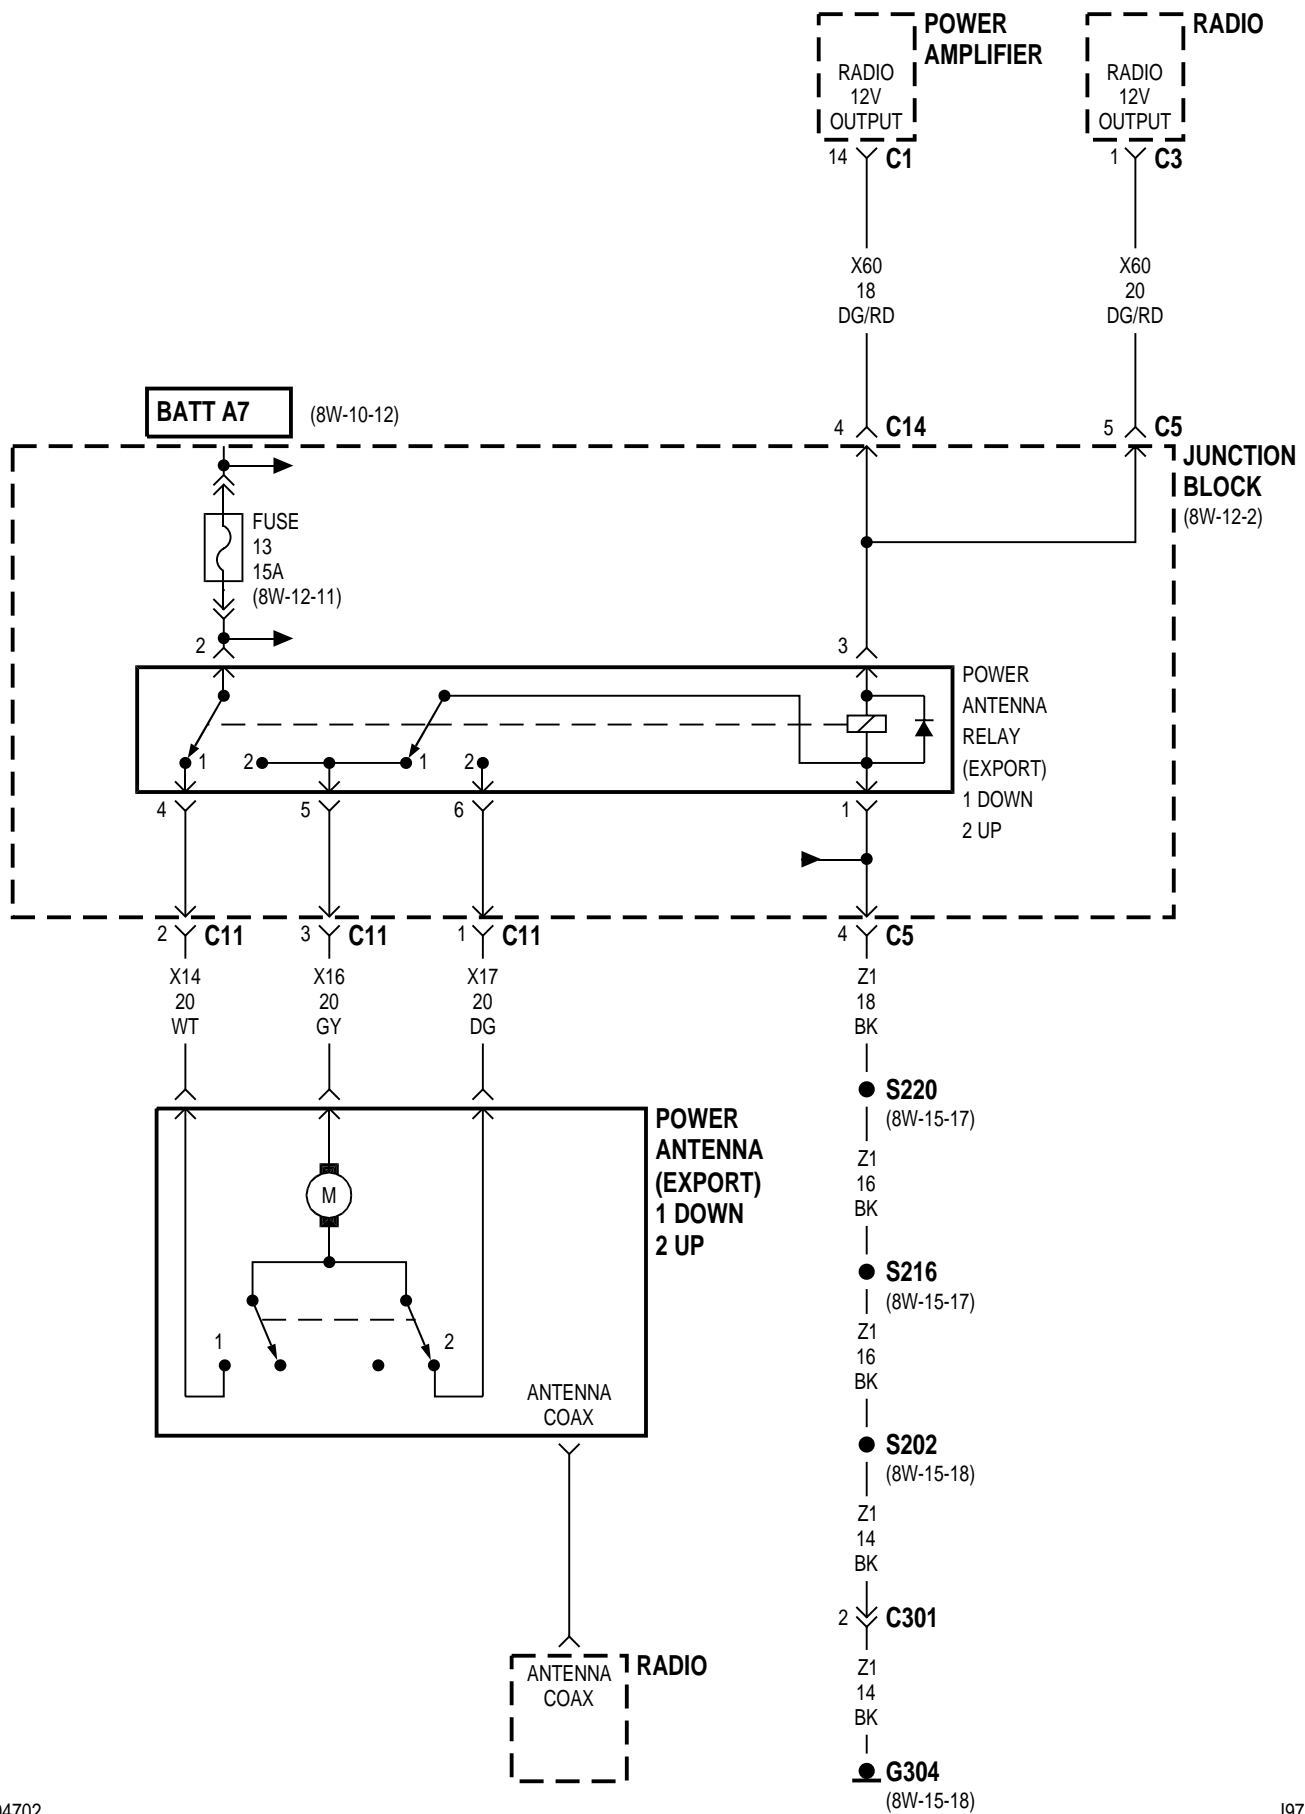 POWER
AMPLIFIER
RADIO
RADIO
12V
OUTPUT
RADIO
12V
OUTPUT
14 C1
1 C3
X60
18
DG/RD
X60
20
DG/RD
BATT A7 (8W-10-12)
4 C14
5 C5
JUNCTION
BLOCK
(8W-12-2)
FUSE
13
15A
(8W-12-11)
2
3
POWER
ANTENNA
RELAY
(EXPORT)
1 DOWN
2 UP
1 2 1 2
4 5 6 1
2 C11
3 C11
1 C11
4 C5
X14
20
WT
X16
20
GY
X17
20
DG
Z1
18
BK
S220
(8W-15-17)
POWER
ANTENNA
(EXPORT)
1 DOWN
2 UP
M
1 2
ANTENNA
COAX
Z1
16
BK
S216
(8W-15-17)
Z1
16
BK
S202
(8W-15-18)
Z1
14
BK
2 C301
Z1
14
BK
G304
(8W-15-18)
RADIO
ANTENNA
COAX